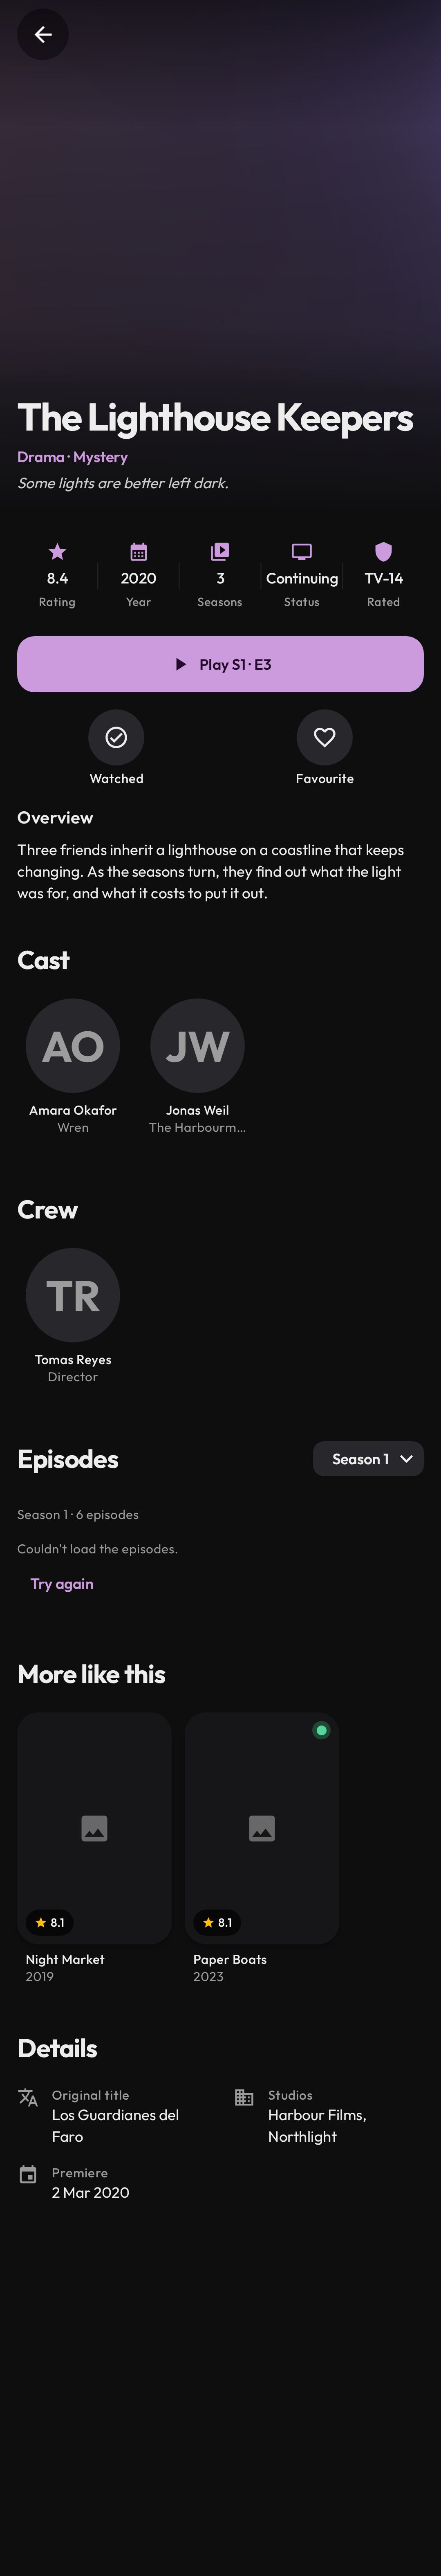 The Lighthouse Keepers
Drama · Mystery
Some lights are better left dark.
8.4
Rating
2020
Year
3
Seasons
Continuing
Status
TV-14
Rated
Play S1 · E3
Watched
Favourite
Overview
Three friends inherit a lighthouse on a coastline that keeps
changing. As the seasons turn, they find out what the light
was for, and what it costs to put it out.
Cast
AO
Amara Okafor
Wren
JW
Jonas Weil
The Harbourm...
Crew
TR
Tomas Reyes
Director
Episodes
Season 1
Season 1 · 6 episodes
Couldn't load the episodes.
Try again
More like this
8.1
Night Market
2019
8.1
Paper Boats
2023
Details
Original title
Los Guardianes del
Faro
Studios
Harbour Films,
Northlight
Premiere
2 Mar 2020